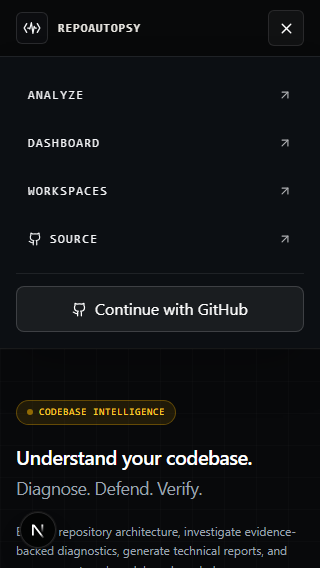 REPOAUTOPSY
ANALYZE
DASHBOARD
WORKSPACES
SOURCE
Continue with GitHub
CODEBASE INTELLIGENCE
Understand your codebase.
Diagnose. Defend. Verify.
repository architecture, investigate evidence-
backed diagnostics, generate technical reports, and
N